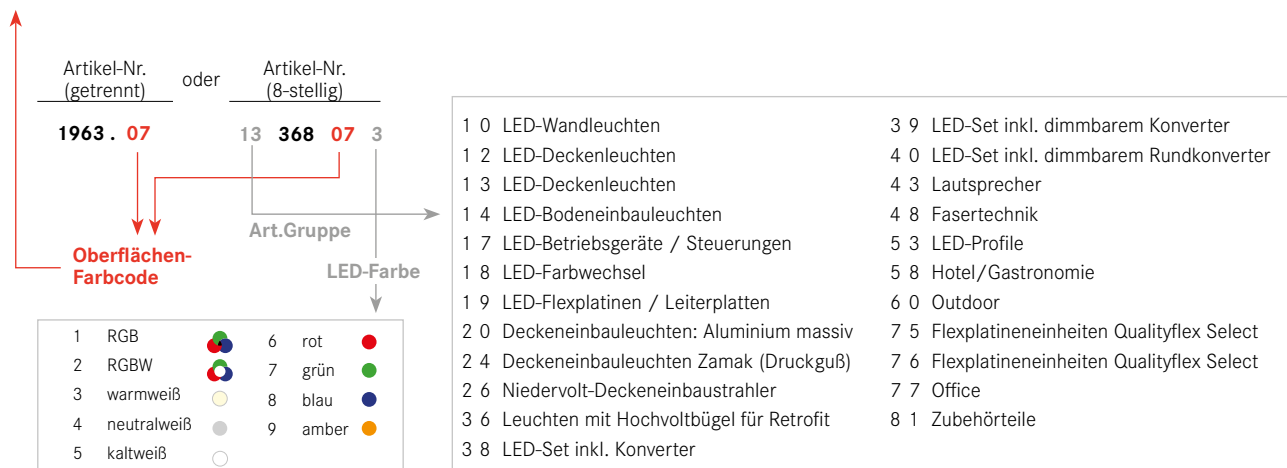 Artikel-Nr.
(getrennt)
oder
Artikel-Nr.
(8-stellig)
1963. 07
13 368 07 3
Art.Gruppe
Oberflächen-
Farbcode
LED-Farbe
1 RGB
2 RGBW
3 warmweiß
4 neutralweiß
5 kaltweiß
6 rot
7 grün
8 blau
9 amber
1 0 LED-Wandleuchten
1 2 LED-Deckenleuchten
1 3 LED-Deckenleuchten
1 4 LED-Bodeneinbauleuchten
1 7 LED-Betriebsgeräte / Steuerungen
1 8 LED-Farbwechsel
1 9 LED-Flexplatinen / Leiterplatten
2 0 Deckeneinbauleuchten: Aluminium massiv
2 4 Deckeneinbauleuchten Zamak (Druckguß)
2 6 Niedervolt-Deckeneinbaustrahler
3 6 Leuchten mit Hochvoltbügel für Retrofit
3 8 LED-Set inkl. Konverter
3 9 LED-Set inkl. dimmbarem Konverter
4 0 LED-Set inkl. dimmbarem Rundkonverter
4 3 Lautsprecher
4 8 Fasertechnik
5 3 LED-Profile
5 8 Hotel/Gastronomie
6 0 Outdoor
7 5 Flexplatineneinheiten Qualityflex Select
7 6 Flexplatineneinheiten Qualityflex Select
7 7 Office
8 1 Zubehörteile